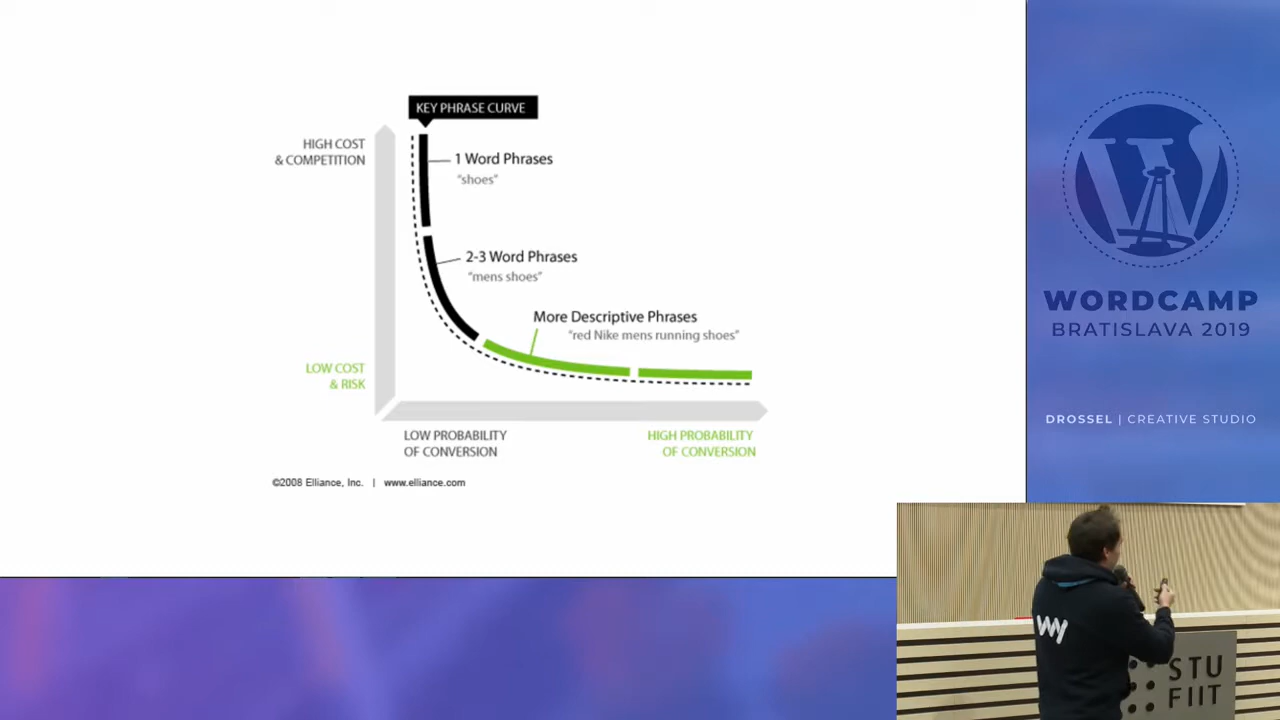 KEY PHRASE CURVE
HIGH COST
& COMPETITION
1 Word Phrases
“shoes”
2-3 Word Phrases
“mens shoes”
More Descriptive Phrases
“red Nike mens running shoes”
LOW COST
& RISK
LOW PROBABILITY
OF CONVERSION
HIGH PROBABILITY
OF CONVERSION
©2008 Elliance, Inc. | www.elliance.com
WORDCAMP
BRATISLAVA 2019
DROSSEL | CREATIVE STUDIO
wy
STU
FIIT